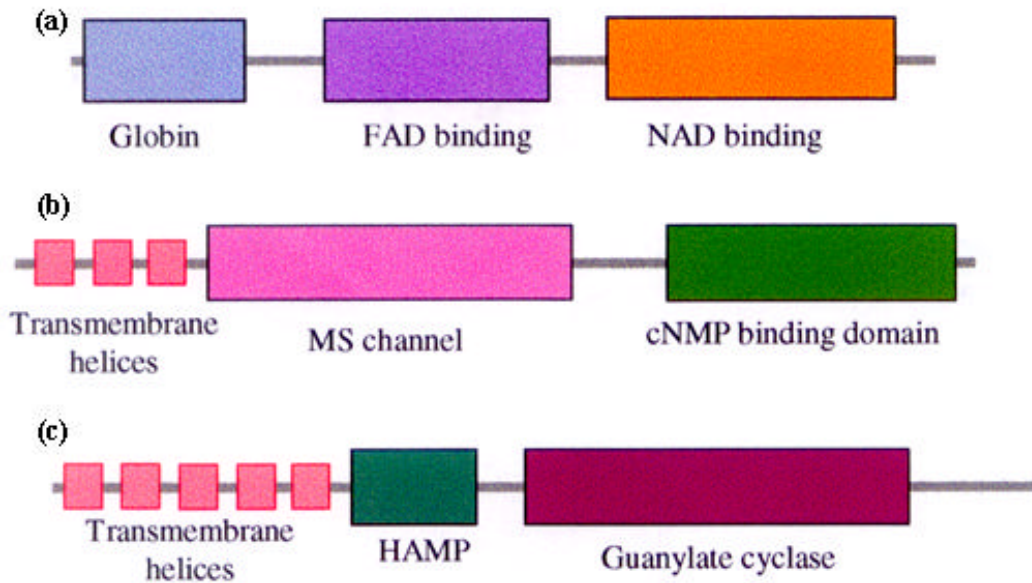 (a)
Globin FAD binding NAD binding
(b)
Transmembrane
helices
MS channel
cNMP binding domain
(c)
Transmembrane
helices
HAMP
Guanylate cyclase